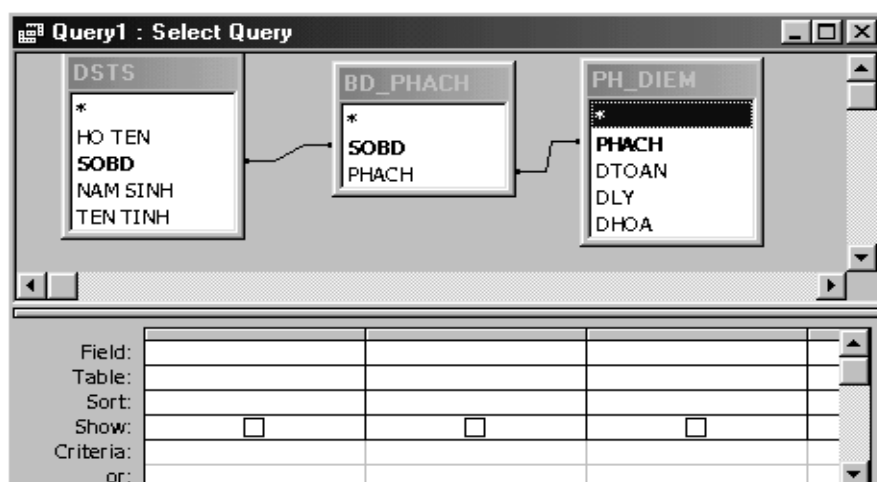 Query1 : Select Query
DSTS
*
HO TEN
SOBD
NAM SINH
TEN TINH
BD_PHACH
*
SOBD
PHACH
PH_DIEM
*
PHACH
DTOAN
DLY
DHOA
Field:
Table:
Sort:
Show:
Criteria:
or: